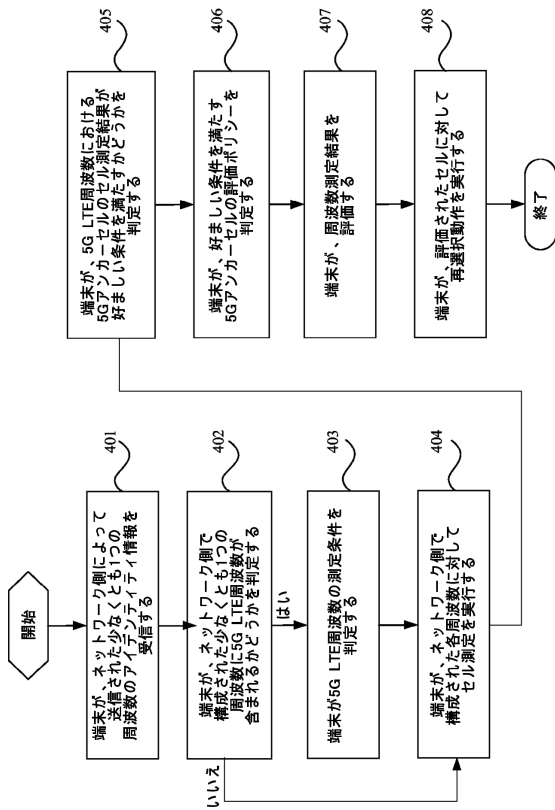 開始
端末が、ネットワーク側によって
送信された少なくとも1つの
周波数のアイデンティティ情報を
受信する
401
端末が、ネットワーク側で
構成された少なくとも1つの
周波数に5G LTE周波数が
含まれるかどうかを判定する
402
いいえ
はい
端末が5G LTE周波数の測定条件を
判定する
403
端末が、ネットワーク側で
構成された各周波数に対して
セル測定を実行する
404
端末が、5G LTE周波数における
5Gアンカーセルのセル測定結果が
好ましい条件を満たすかどうかを
判定する
405
端末が、好ましい条件を満たす
5Gアンカーセルの評価ポリシーを
判定する
406
端末が、周波数測定結果を
評価する
407
端末が、評価されたセルに対して
再選択動作を実行する
408
終了